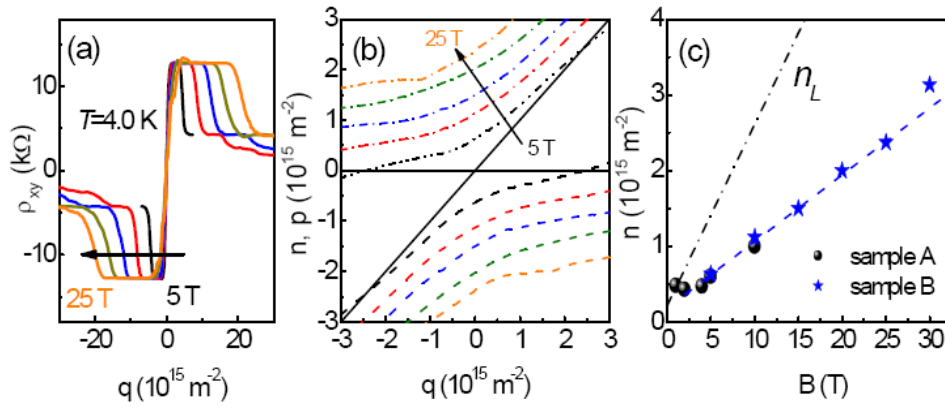 (a)
T=4.0 K
25 T
5 T
10
0
-10
ρxy (kΩ)
-20
0
20
q (10^15 m^-2)
(b)
25 T
5 T
3
2
1
0
-1
-2
-3
n, p (10^15 m^-2)
-3
-2
-1
0
1
2
3
q (10^15 m^-2)
(c)
nL
sample A
sample B
4
3
2
1
0
n (10^15 m^-2)
0
5
10
15
20
25
30
B (T)